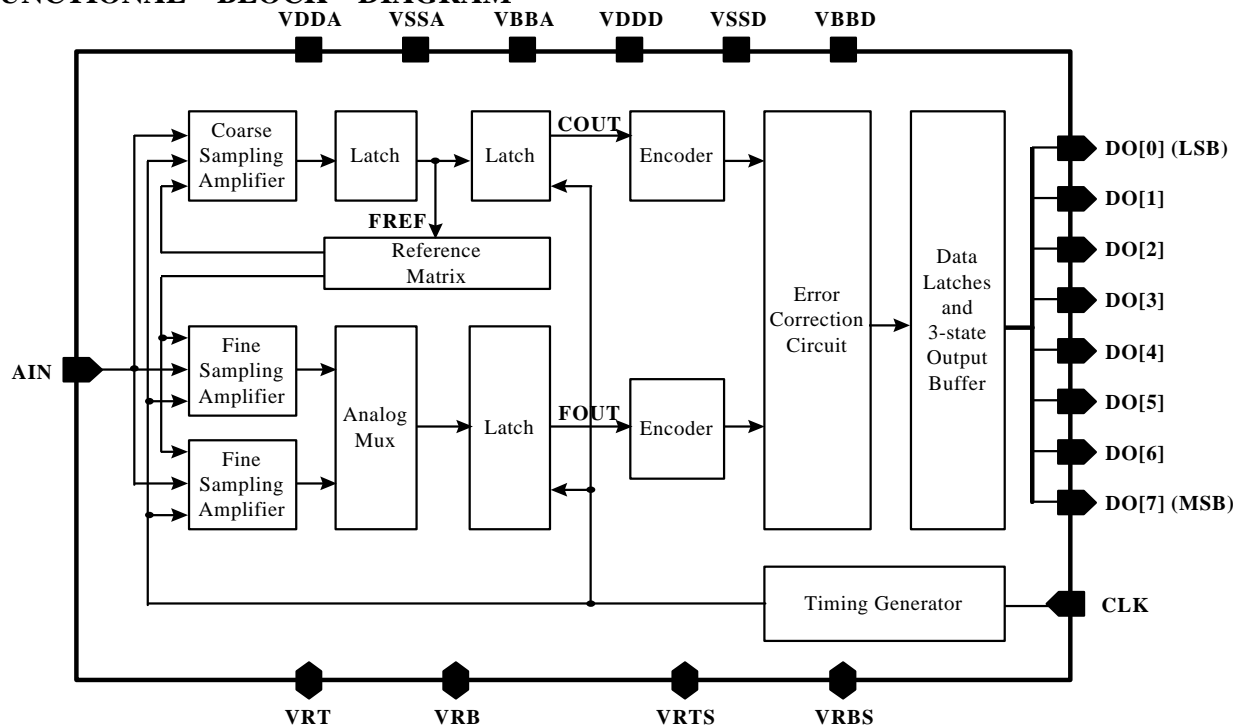 FUNCTIONAL BLOCK DIAGRAM
VDDA VSSA VBBA VDDD VSSD VBBD
Coarse
Sampling
Amplifier
Latch
Latch
COUT
Encoder
FREF
Reference
Matrix
AIN
Fine
Sampling
Amplifier
Fine
Sampling
Amplifier
Analog
Mux
Latch
FOUT
Encoder
Error
Correction
Circuit
Data
Latches
and
3-state
Output
Buffer
DO[0] (LSB)
DO[1]
DO[2]
DO[3]
DO[4]
DO[5]
DO[6]
DO[7] (MSB)
Timing Generator
CLK
VRT VRB VRTS VRBS